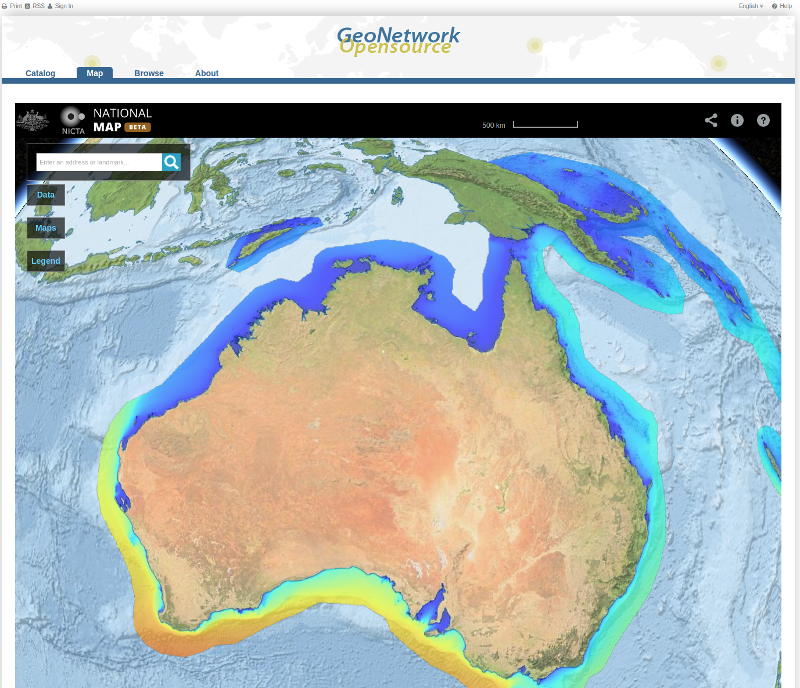 Print RSS Sign In English Help
GeoNetwork
Opensource
Catalog Map Browse About
NICTA
NATIONAL
MAP BETA
500 km
Enter an address or landmark...
Data
Maps
Legend